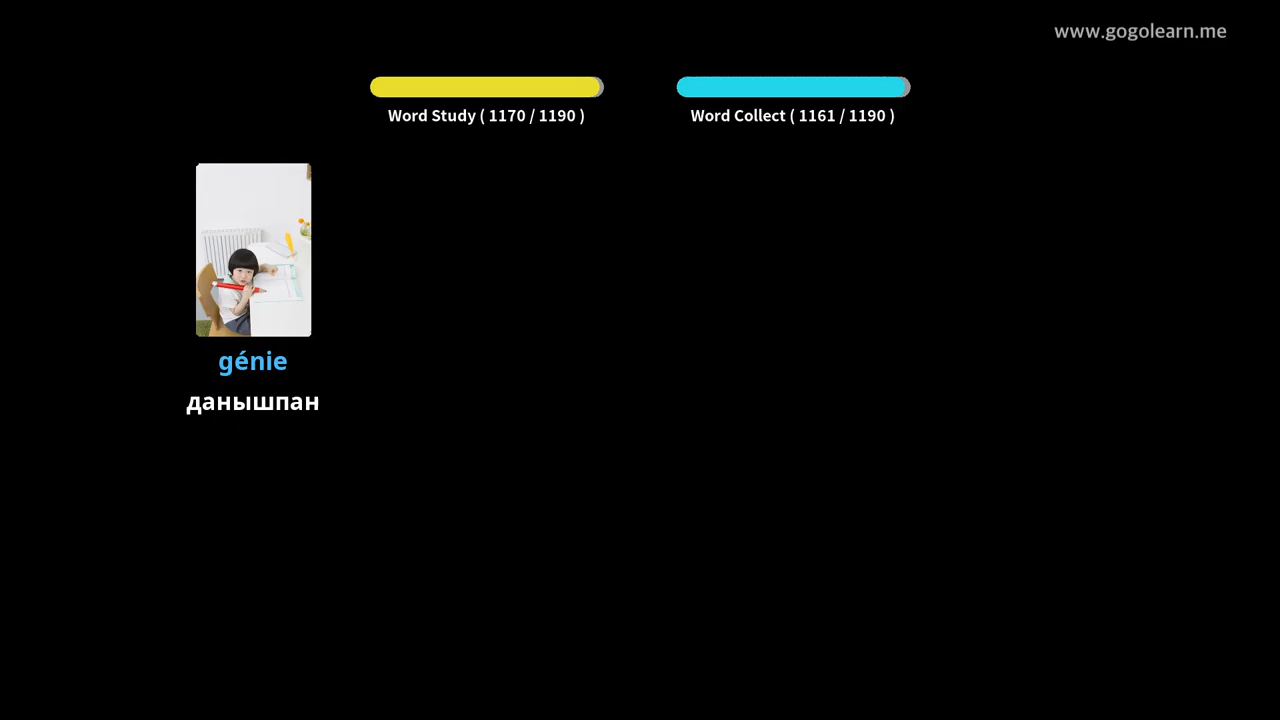 www.gogolearn.me
Word Study ( 1170 / 1190 )
Word Collect ( 1161 / 1190 )
génie
данышпан